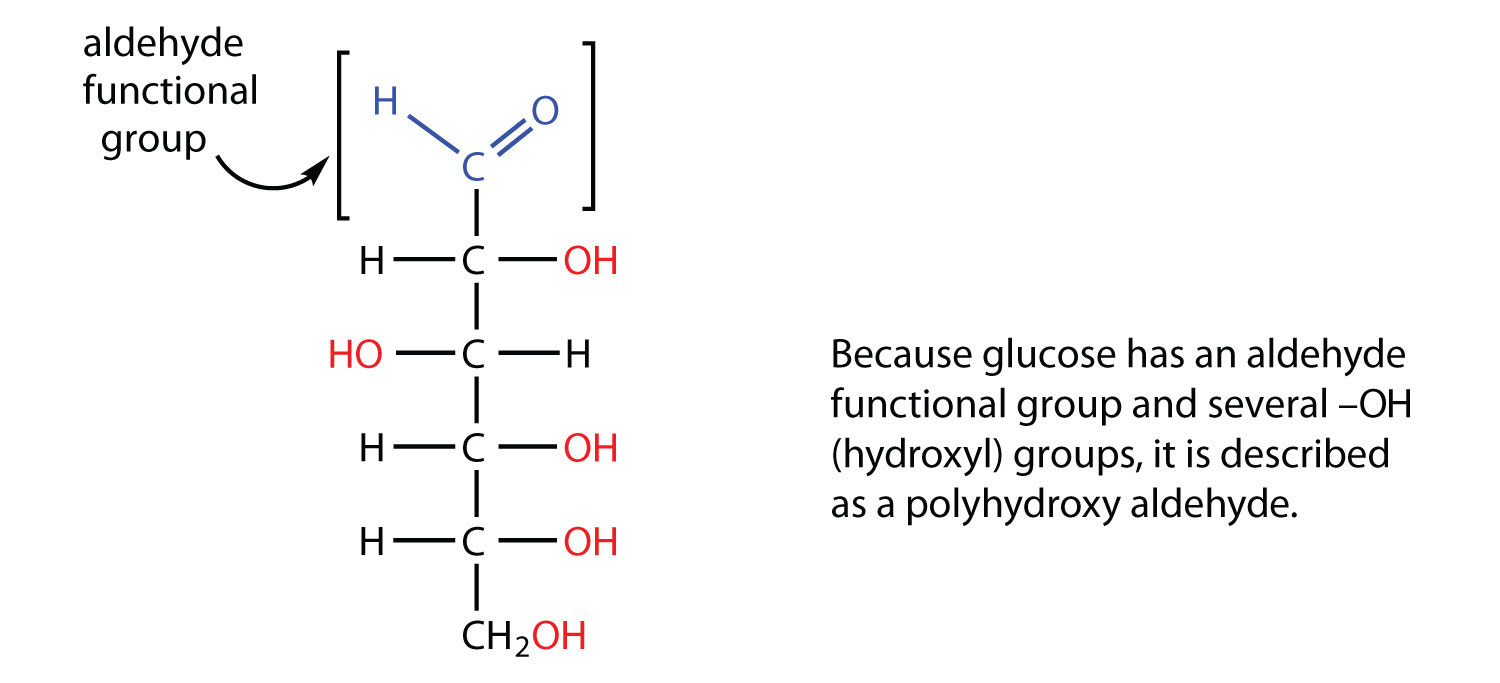 aldehyde
functional
group
H O
C
H C OH
HO C H
H C OH
H C OH
CH₂OH
Because glucose has an aldehyde
functional group and several –OH
(hydroxyl) groups, it is described
as a polyhydroxy aldehyde.